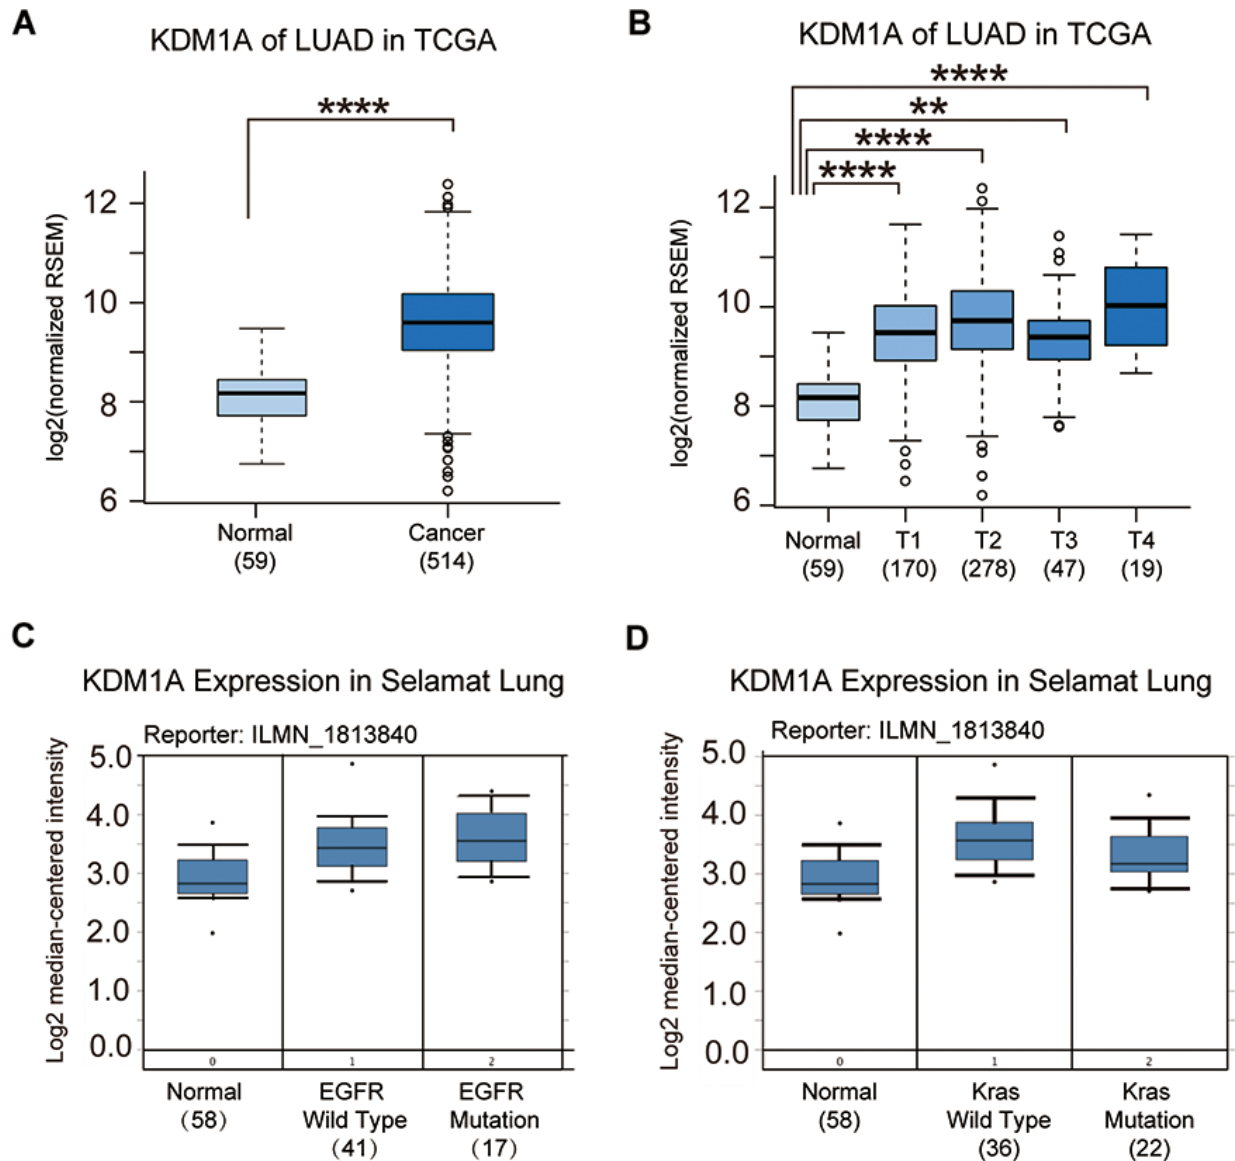 A
KDM1A of LUAD in TCGA
****
log2(normalized RSEM)
12
10
8
6
Normal
(59)
Cancer
(514)
B
KDM1A of LUAD in TCGA
****
**
****
****
log2(normalized RSEM)
12
10
8
6
Normal
(59)
T1
(170)
T2
(278)
T3
(47)
T4
(19)
C
KDM1A Expression in Selamat Lung
Reporter: ILMN_1813840
Log2 median-centered intensity
5.0
4.0
3.0
2.0
1.0
0.0
0
1
2
Normal
(58)
EGFR
Wild Type
(41)
EGFR
Mutation
(17)
D
KDM1A Expression in Selamat Lung
Reporter: ILMN_1813840
Log2 median-centered intensity
5.0
4.0
3.0
2.0
1.0
0.0
0
1
2
Normal
(58)
Kras
Wild Type
(36)
Kras
Mutation
(22)